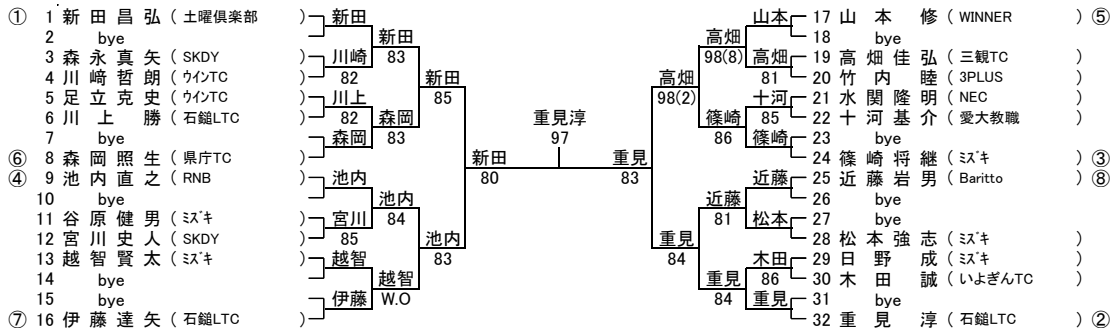 ① 1 新田昌弘 ( 土曜倶楽部 ) 新田 山本 17 山本修 ( WINNER ) ⑤
2 bye 新田 高畑 18 bye
3 森永真矢 ( SKDY ) 川崎 83 98(8) 高畑 19 高畑佳弘 ( 三観TC )
4 川﨑哲朗 ( ウインTC ) 82 新田 高畑 81 20 竹内睦 ( 3PLUS )
5 足立克史 ( ウインTC ) 川上 85 98(2) 十河 21 水関隆明 ( NEC )
6 川上勝 ( 石鎚LTC ) 82 森岡 重見淳 篠崎 85 22 十河基介 ( 愛大教職 )
7 bye 森岡 83 97 86 篠崎 23 bye
⑥ 8 森岡照生 ( 県庁TC ) 新田 重見 24 篠崎将継 ( ミズキ ) ③
④ 9 池内直之 ( RNB ) 池内 80 83 近藤 25 近藤岩男 ( Baritto ) ⑧
10 bye 池内 近藤 26 bye
11 谷原健男 ( ミズキ ) 宮川 84 81 松本 27 bye
12 宮川史人 ( SKDY ) 85 池内 重見 28 松本強志 ( ミズキ )
13 越智賢太 ( ミズキ ) 越智 83 84 木田 29 日野成 ( ミズキ )
14 bye 越智 重見 86 30 木田誠 ( いよぎんTC )
15 bye 伊藤 W.O 84 重見 31 bye
⑦ 16 伊藤達矢 ( 石鎚LTC ) 32 重見淳 ( 石鎚LTC ) ②